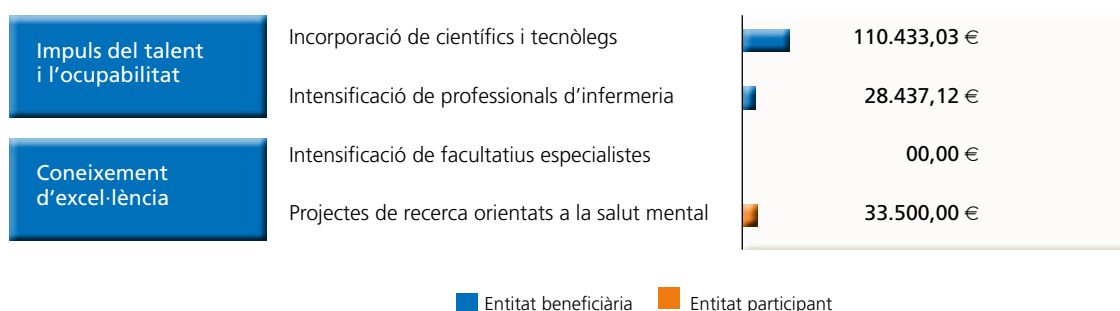 Impuls del talent
i l’ocupabilitat
Incorporació de científics i tecnòlegs 110.433,03 €
Intensificació de professionals d’infermeria 28.437,12 €
Coneixement
d’excel·lència
Intensificació de facultatius especialistes 00,00 €
Projectes de recerca orientats a la salut mental 33.500,00 €
Entitat beneficiària Entitat participant